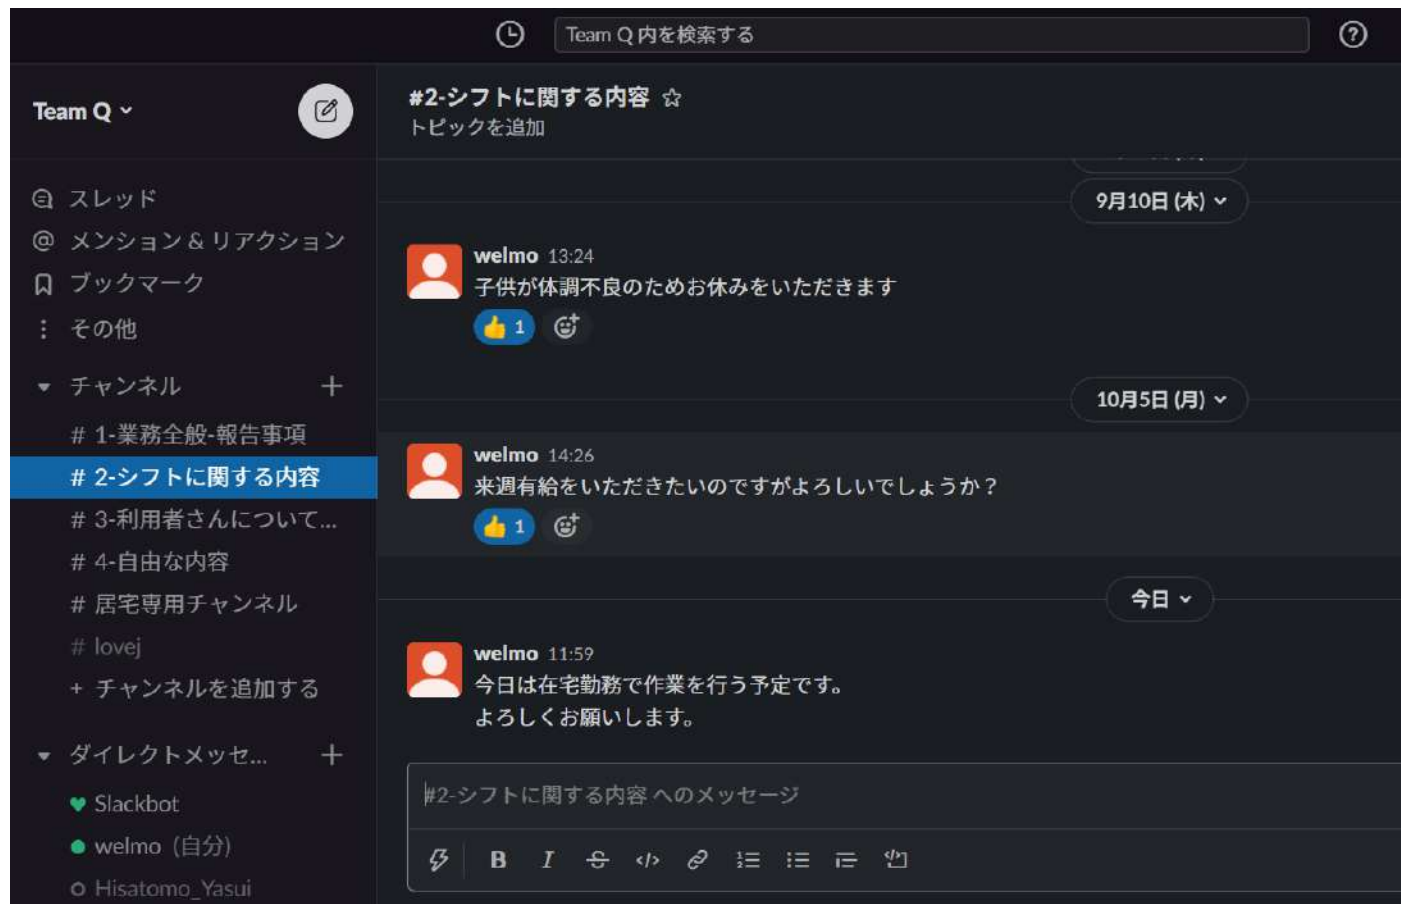 Team Q 内を検索する
Team Q
#2-シフトに関する内容
トピックを追加
スレッド
メンション & リアクション
ブックマーク
その他
チャンネル
# 1-業務全般-報告事項
# 2-シフトに関する内容
# 3-利用者さんについて...
# 4-自由な内容
# 居宅専用チャンネル
# lovej
+ チャンネルを追加する
ダイレクトメッセ...
Slackbot
welmo (自分)
Hisatomo_Yasui
9月10日 (木)
welmo 13:24
子供が体調不良のためお休みをいただきます
1
10月5日 (月)
welmo 14:26
来週有給をいただきたいのですがよろしいでしょうか？
1
今日
welmo 11:59
今日は在宅勤務で作業を行う予定です。
よろしくお願いします。
#2-シフトに関する内容 へのメッセージ